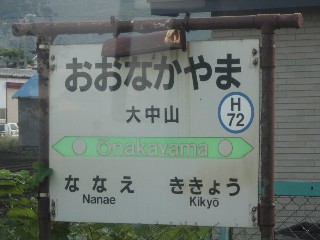 おおなかやま
大中山
H
72
Ōnakayama
ななえ ききょう
Nanae Kikyō